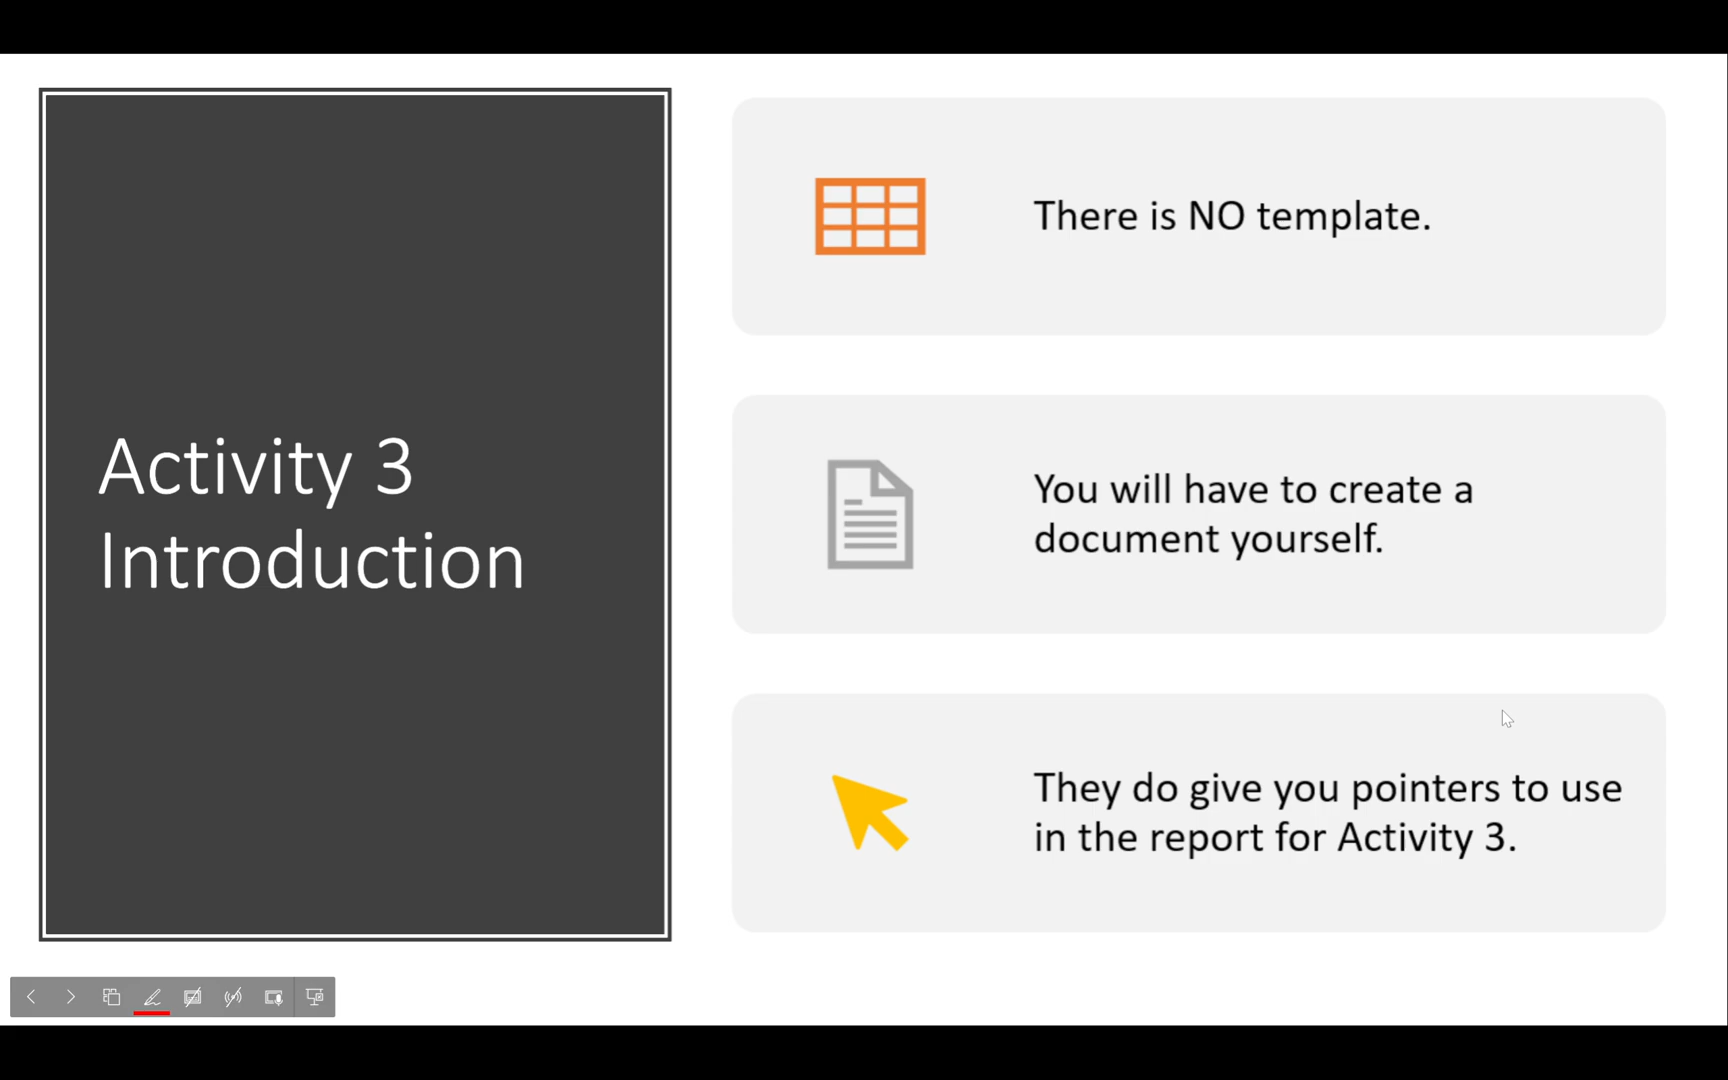 Activity 3
Introduction
There is NO template.
You will have to create a
document yourself.
They do give you pointers to use
in the report for Activity 3.